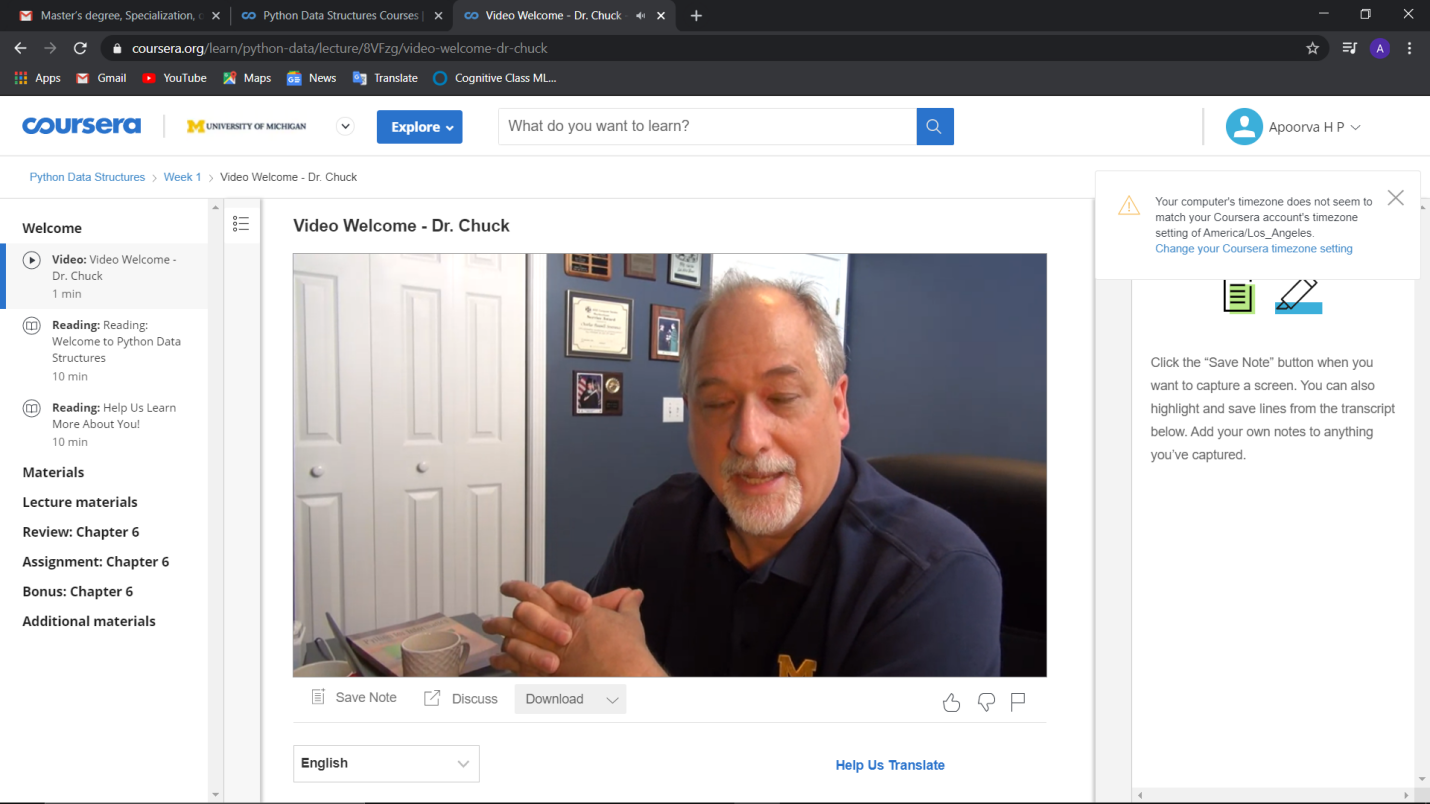 Master's degree, Specialization,
Python Data Structures Courses |
Video Welcome - Dr. Chuck -
coursera.org/learn/python-data/lecture/8VFzg/video-welcome-dr-chuck
A
Apps Gmail YouTube Maps News Translate Cognitive Class ML...
coursera
M UNIVERSITY OF MICHIGAN
Explore
What do you want to learn?
Apoorva H P
Python Data Structures > Week 1 > Video Welcome - Dr. Chuck
Your computer's timezone does not seem to
match your Coursera account's timezone
setting of America/Los_Angeles.
Change your Coursera timezone setting
Welcome
Video: Video Welcome -
Dr. Chuck
1 min
Reading: Reading:
Welcome to Python Data
Structures
10 min
Reading: Help Us Learn
More About You!
10 min
Materials
Lecture materials
Review: Chapter 6
Assignment: Chapter 6
Bonus: Chapter 6
Additional materials
Video Welcome - Dr. Chuck
M
Save Note Discuss Download
English
Help Us Translate
Click the “Save Note” button when you
want to capture a screen. You can also
highlight and save lines from the transcript
below. Add your own notes to anything
you’ve captured.